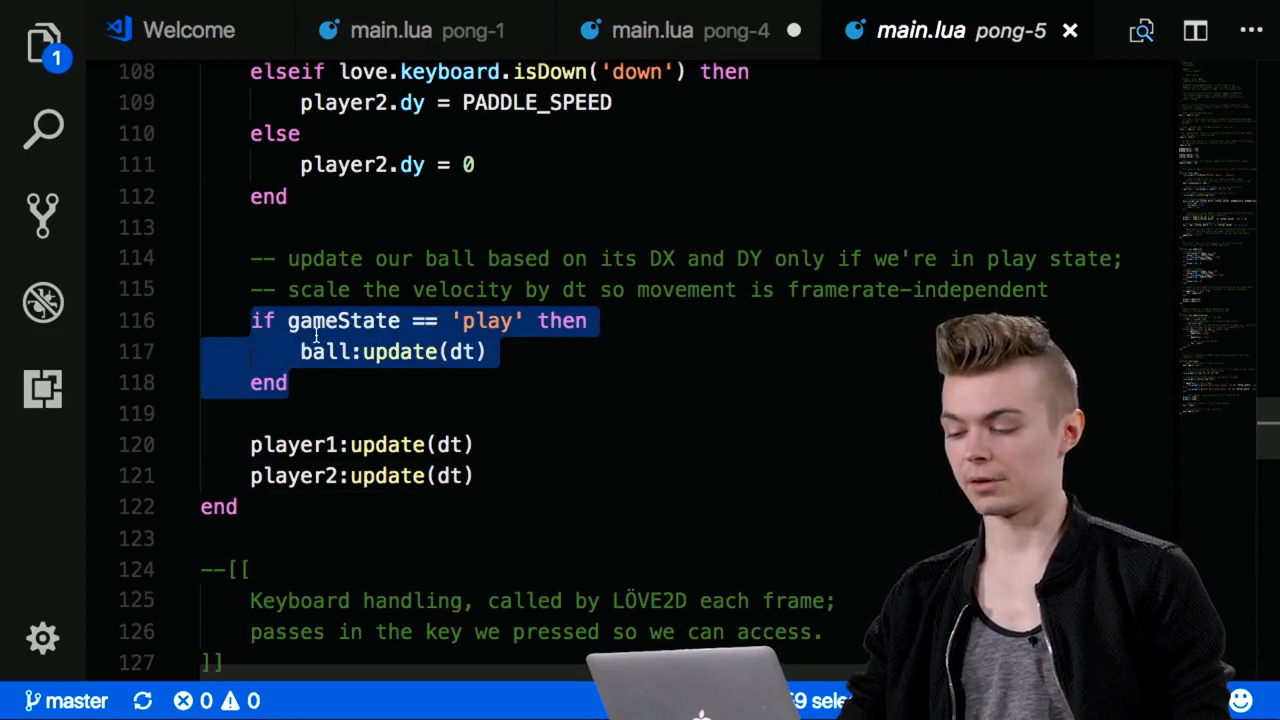 Welcome
main.lua pong-1
main.lua pong-4
main.lua pong-5
1
108 elseif love.keyboard.isDown('down') then
109 player2.dy = PADDLE_SPEED
110 else
111 player2.dy = 0
112 end
113
114 -- update our ball based on its DX and DY only if we're in play state;
115 -- scale the velocity by dt so movement is framerate-independent
116 if gameState == 'play' then
117 ball:update(dt)
118 end
119
120 player1:update(dt)
121 player2:update(dt)
122 end
123
124 --[[
125 Keyboard handling, called by LÖVE2D each frame;
126 passes in the key we pressed so we can access.
127 ]]
master 0 0